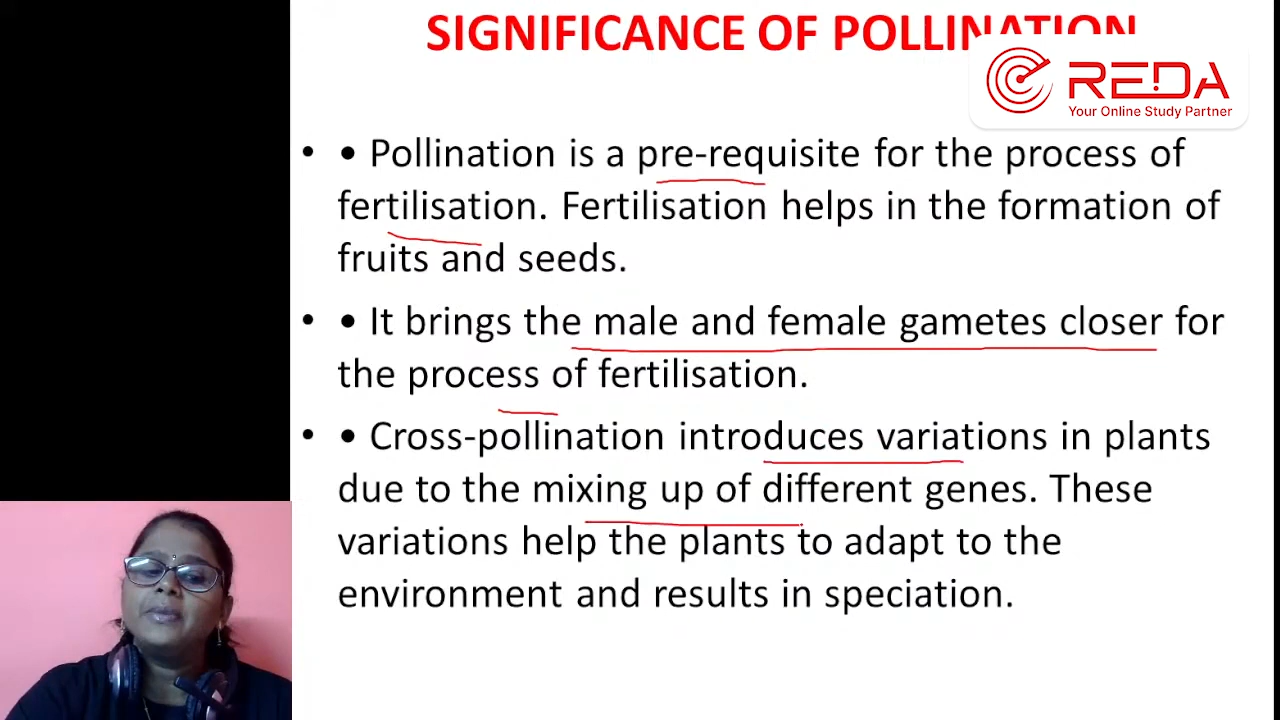 SIGNIFICANCE OF POLLINATION
REDA
Your Online Study Partner
• • Pollination is a pre-requisite for the process of
fertilisation. Fertilisation helps in the formation of
fruits and seeds.
• • It brings the male and female gametes closer for
the process of fertilisation.
• • Cross-pollination introduces variations in plants
due to the mixing up of different genes. These
variations help the plants to adapt to the
environment and results in speciation.